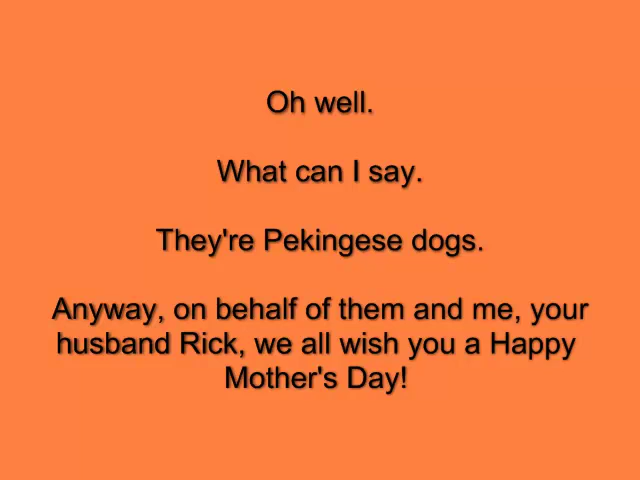 Oh well.
What can I say.
They're Pekingese dogs.
Anyway, on behalf of them and me, your
husband Rick, we all wish you a Happy
Mother's Day!